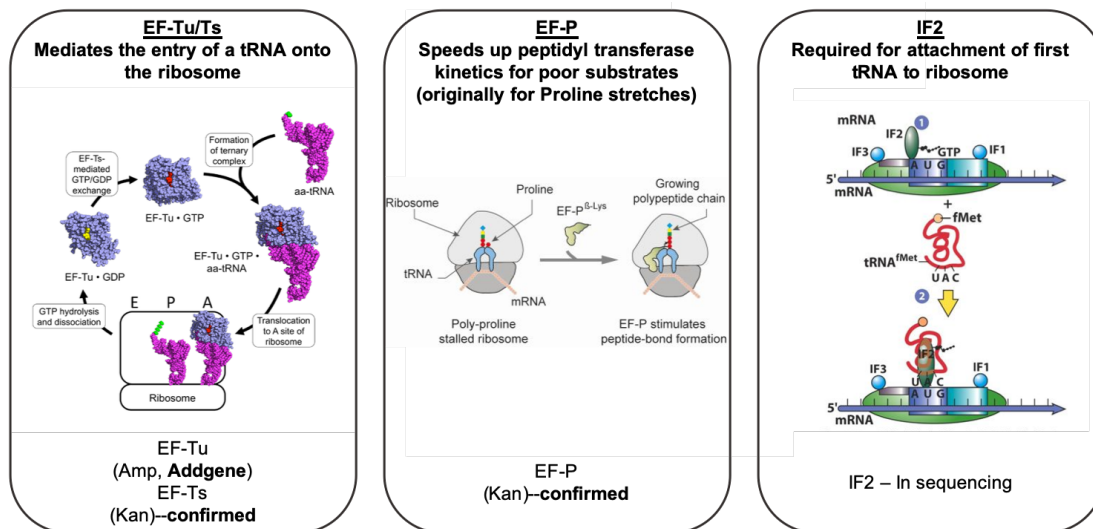 EF-Tu/Ts
Mediates the entry of a tRNA onto
the ribosome
Formation
of ternary
complex
EF-Ts-
mediated
GTP/GDP
exchange
aa-tRNA
EF-Tu • GTP
EF-Tu • GTP •
aa-tRNA
EF-Tu • GDP
GTP hydrolysis
and dissociation
E P A
Translocation
to A site of
ribosome
Ribosome
EF-Tu
(Amp, Addgene)
EF-Ts
(Kan)--confirmed
EF-P
Speeds up peptidyl transferase
kinetics for poor substrates
(originally for Proline stretches)
Ribosome
Proline
EF-Pß-Lys
Growing
polypeptide chain
tRNA
mRNA
Poly-proline
stalled ribosome
EF-P stimulates
peptide-bond formation
EF-P
(Kan)--confirmed
IF2
Required for attachment of first
tRNA to ribosome
mRNA
1
IF2
GTP
IF3
IF1
A U G
5'
mRNA
+
fMet
tRNAfMet
U A C
2
IF2
IF3
IF1
U A C
A U G
5'
mRNA
IF2 – In sequencing